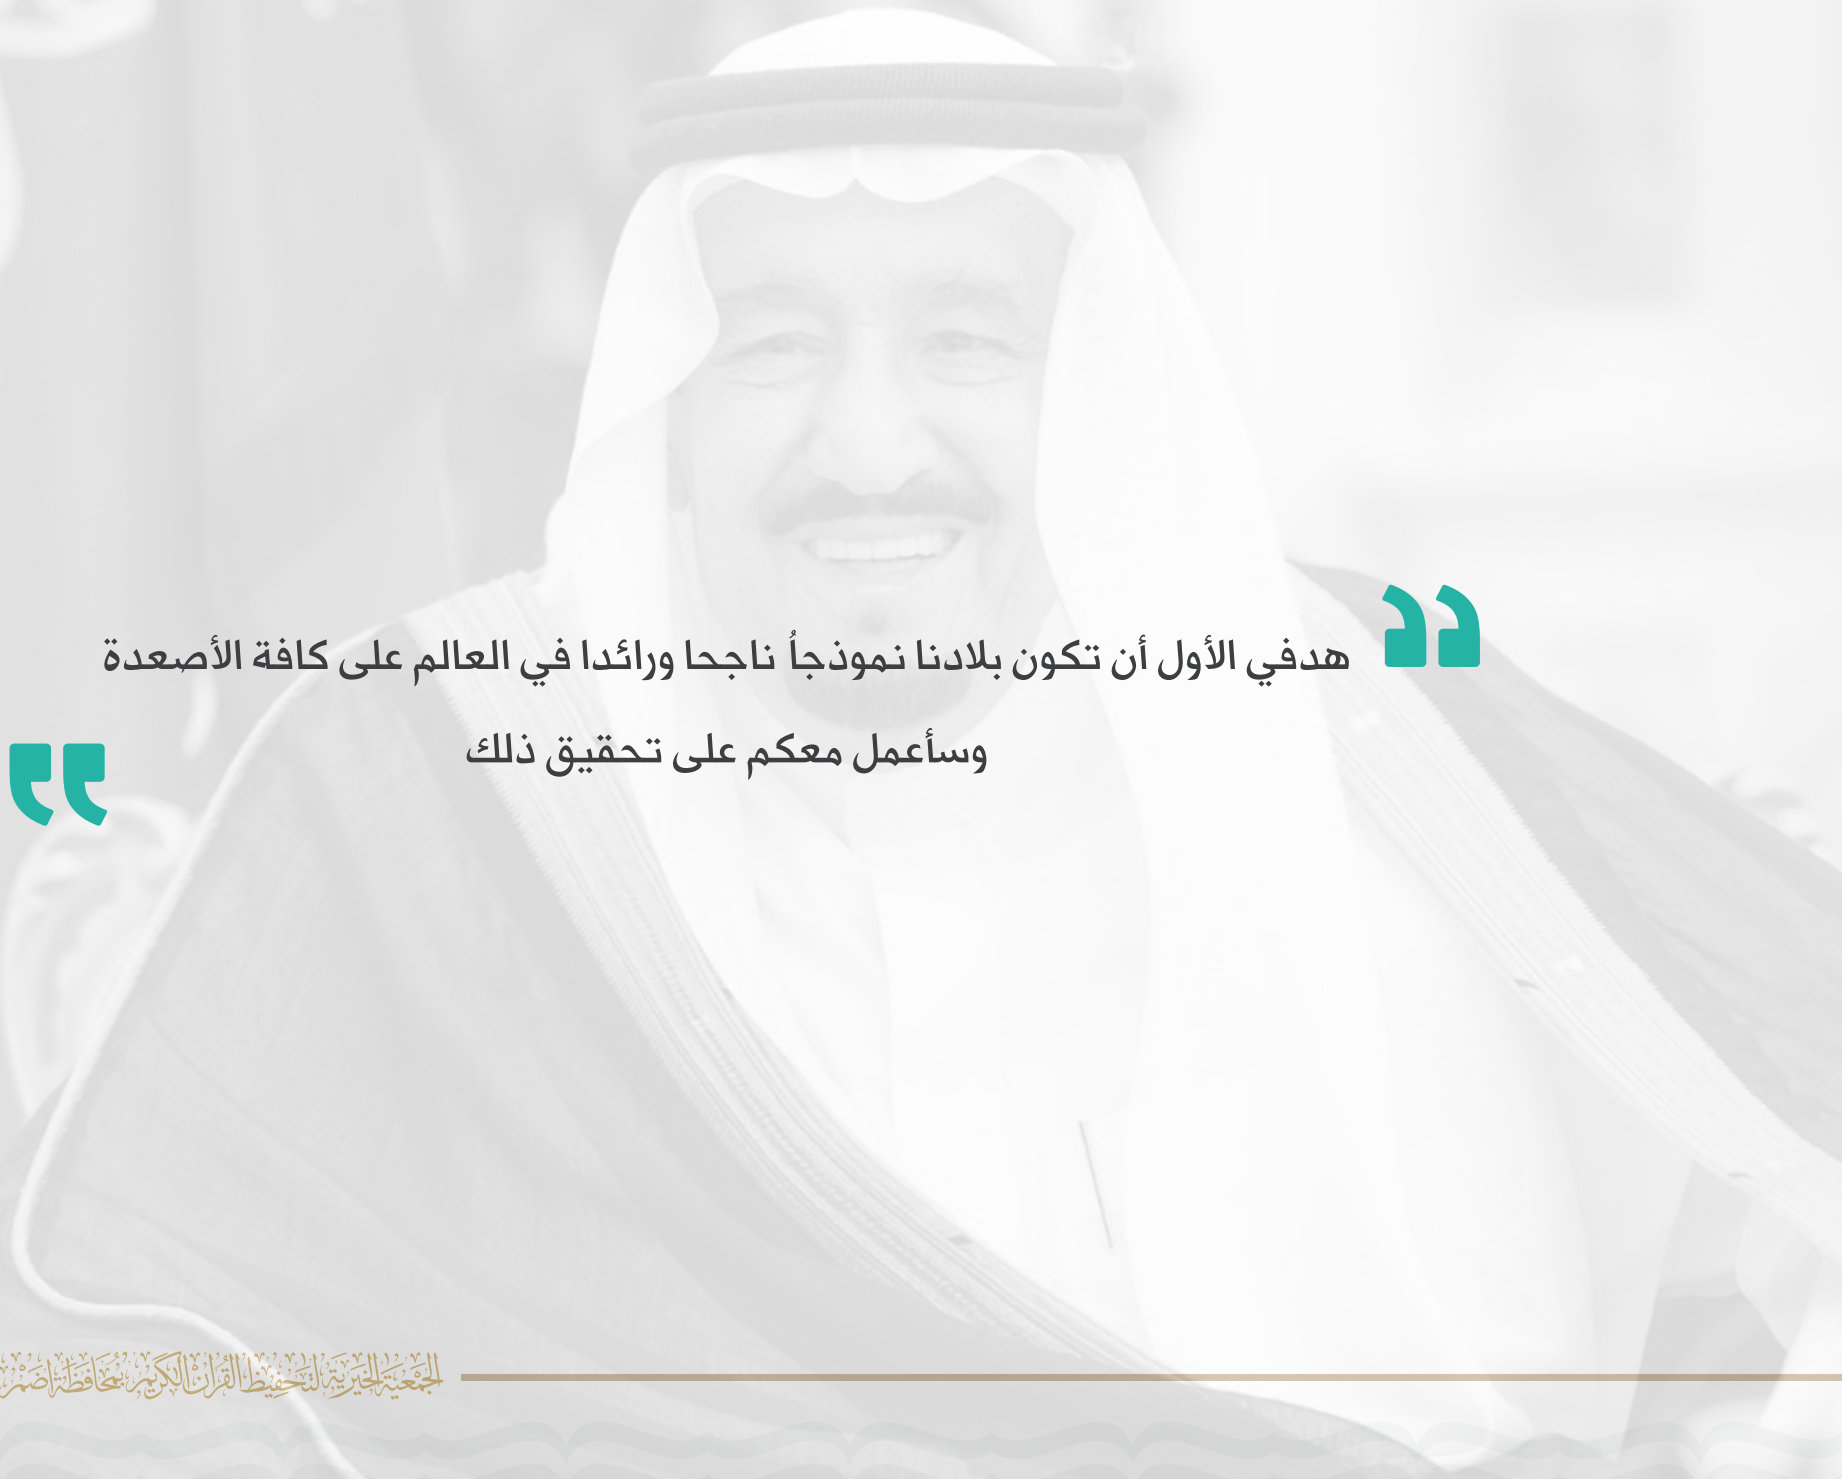 هدفي الأول أن تكون بلادنا نموذجاُ ناجحا ورائدا في العالم على كافة الأصعدة
وسأعمل معكم على تحقيق ذلك
الجمعية الخيرية لتحفيظ القرآن الكريم بمحافظة ضمد